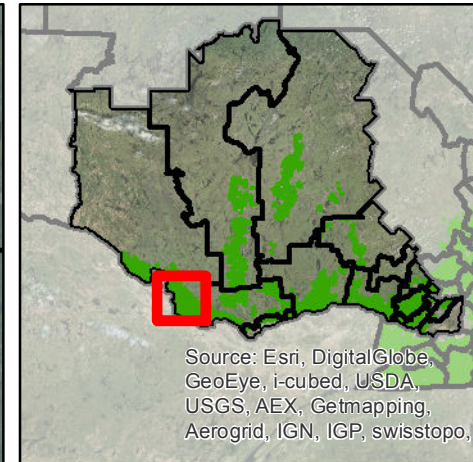 Source: Esri, DigitalGlobe,
GeoEye, i-cubed, USDA,
USGS, AEX, Getmapping,
Aerogrid, IGN, IGP, swisstopo,